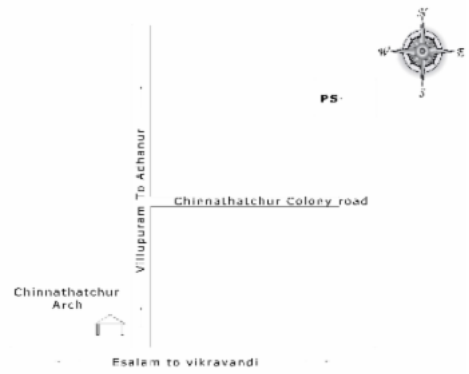 N
W E
S
PS
Villupuram To Achanur
Chinnathatchur Colony road
Chinnathatchur
Arch
Esalam to vikravandi